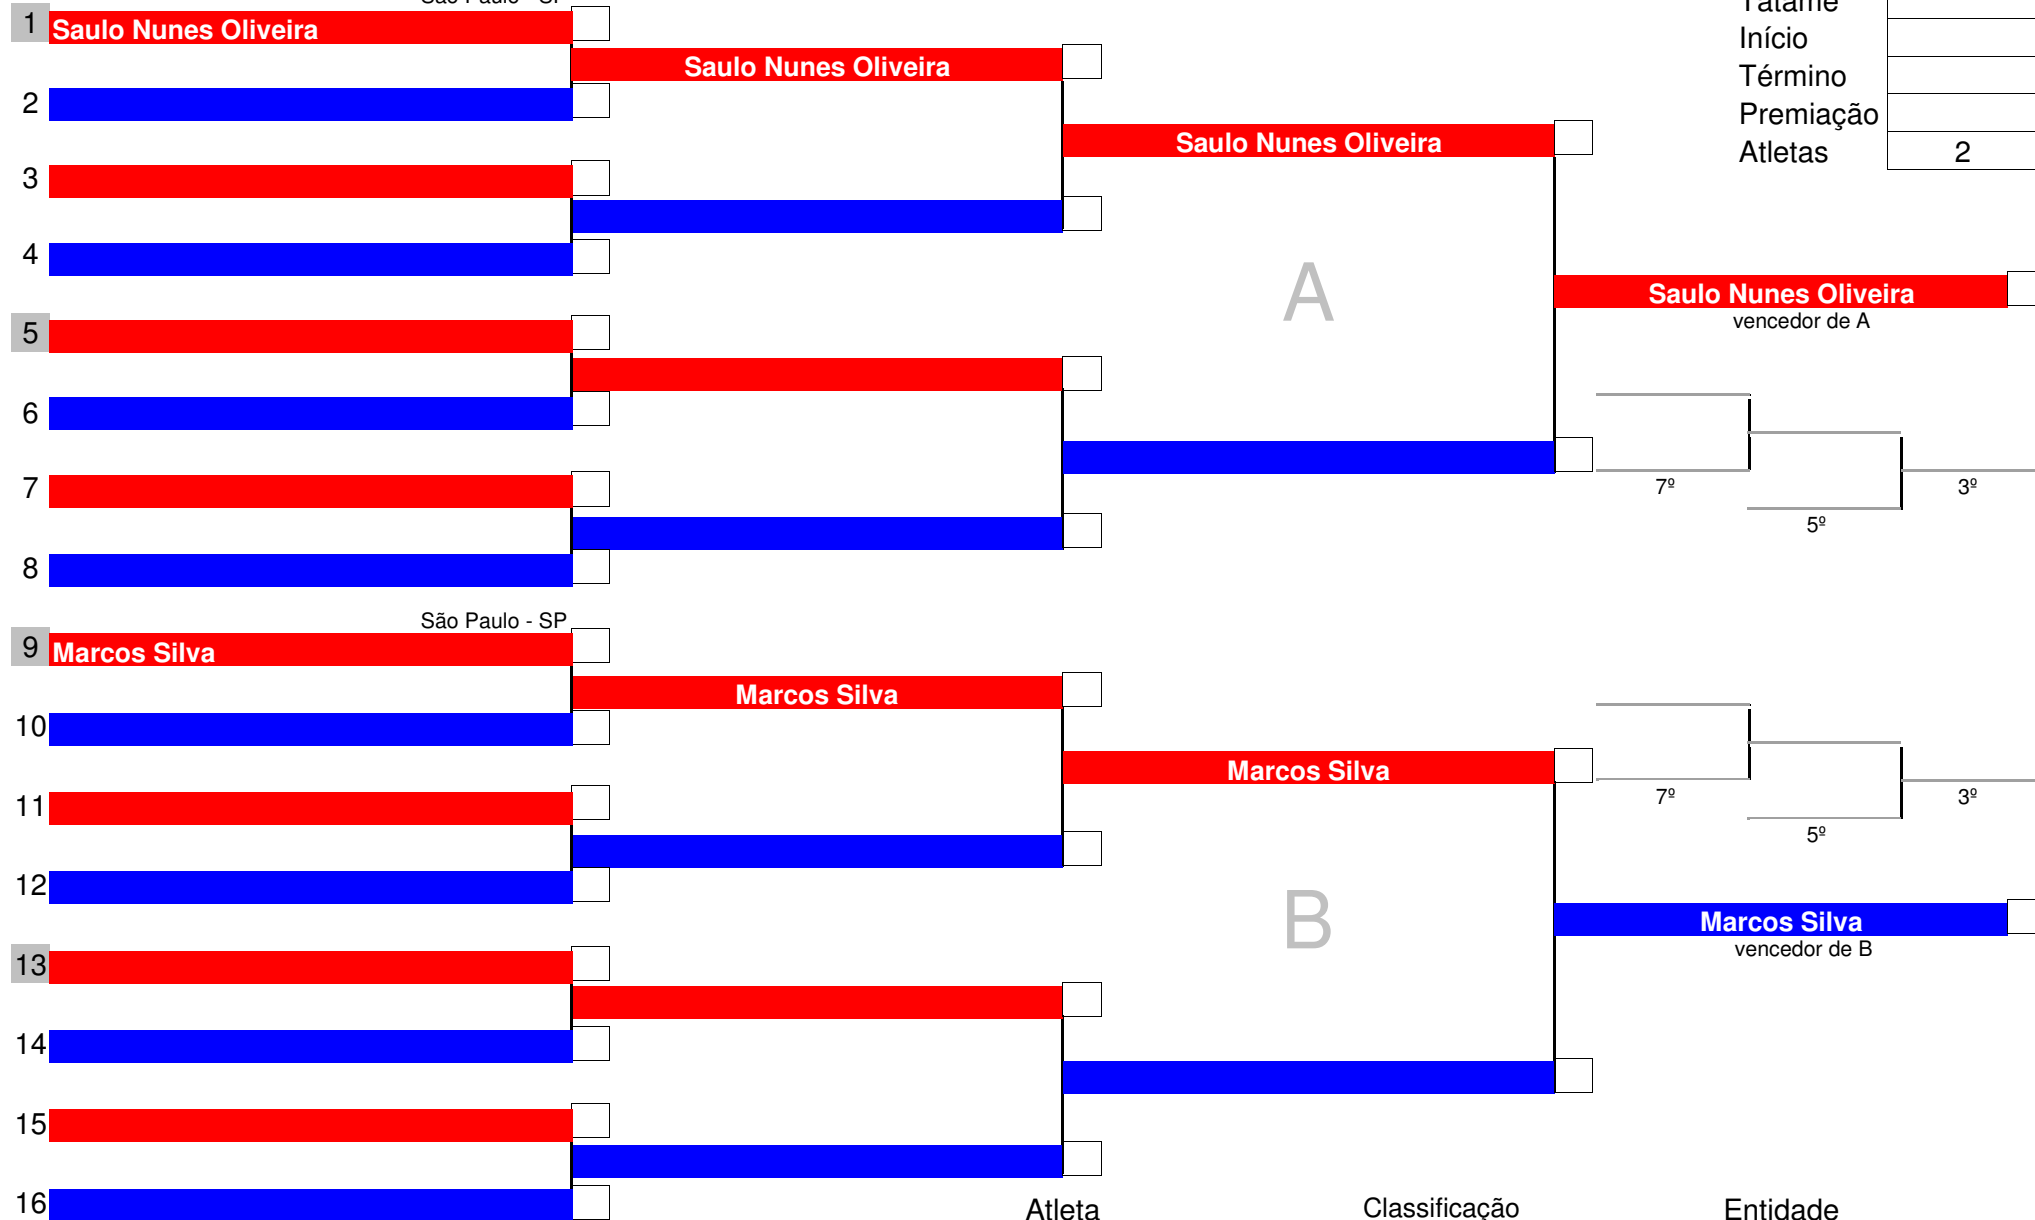 São Paulo - SP
1 Saulo Nunes Oliveira
Saulo Nunes Oliveira
2
Saulo Nunes Oliveira
3
4
Saulo Nunes Oliveira
vencedor de A
A
5
6
7
8
7º
5º
3º
Tatame
Início
Término
Premiação
Atletas 2
São Paulo - SP
9 Marcos Silva
Marcos Silva
10
Marcos Silva
11
12
7º
5º
3º
B
Marcos Silva
vencedor de B
13
14
15
16
Atleta Classificação Entidade